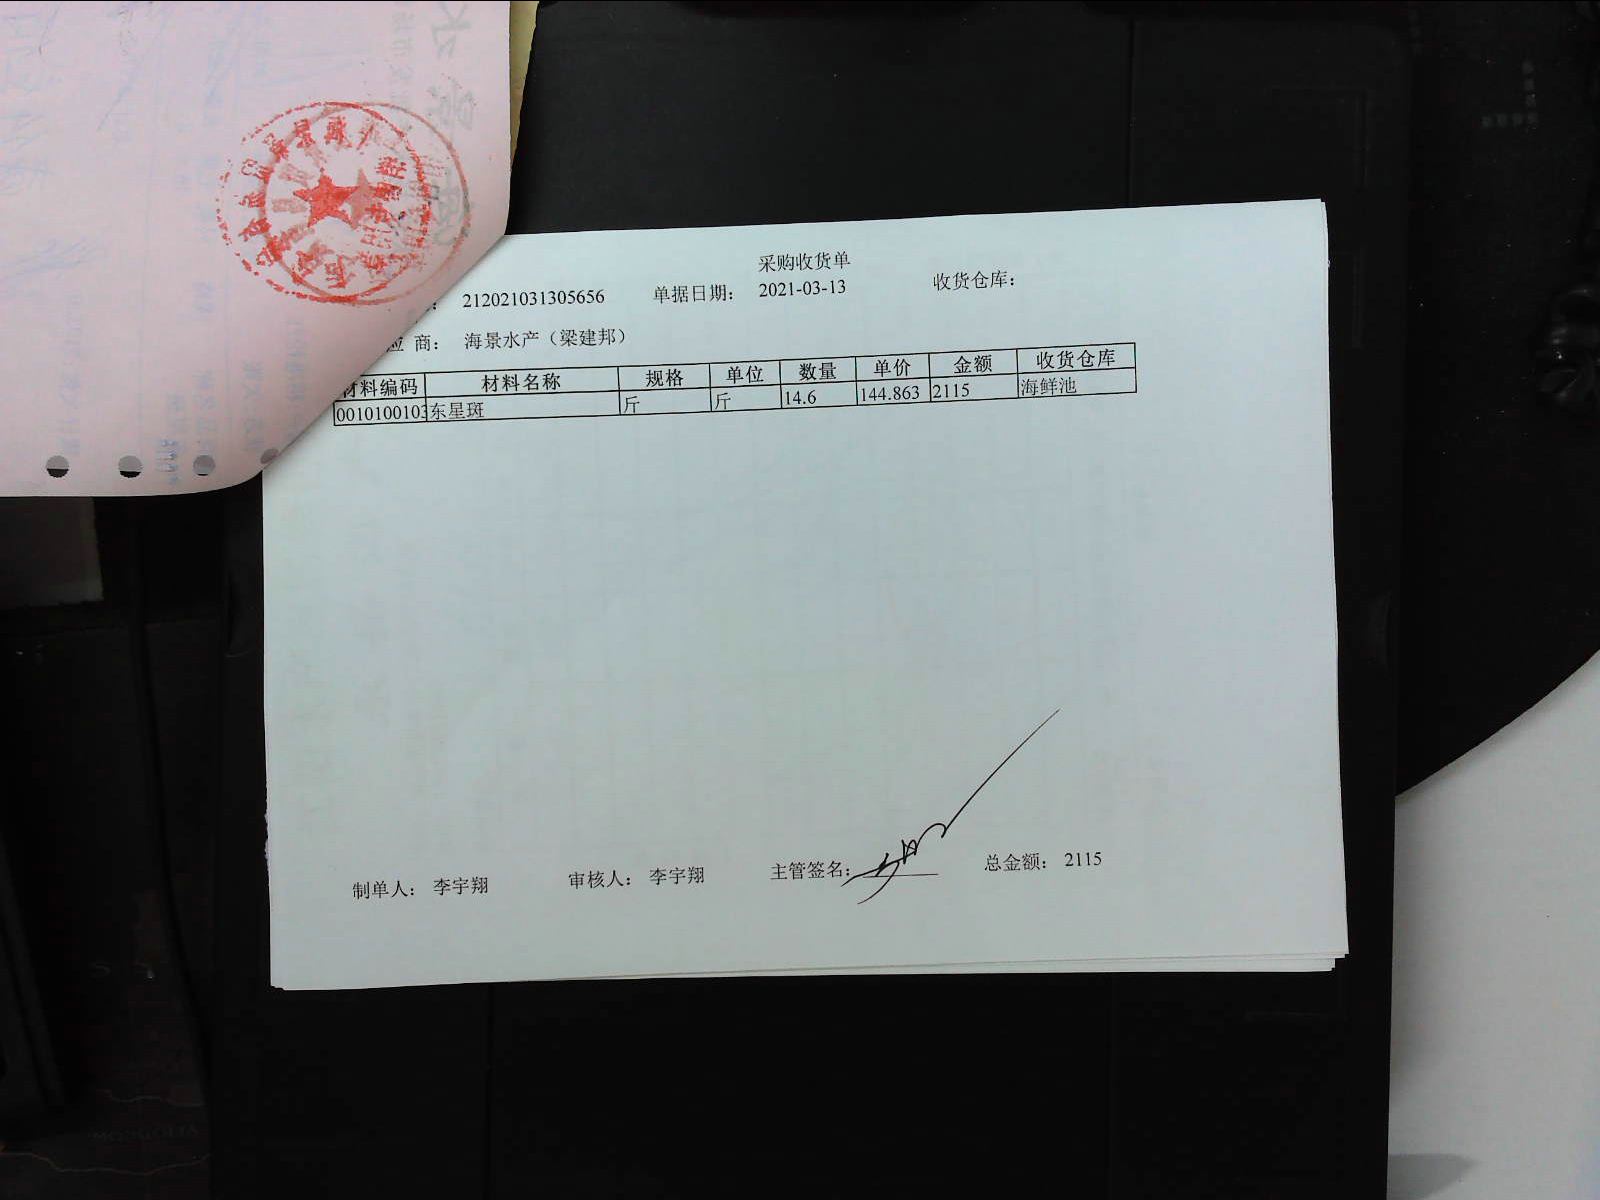 采购收货单
212021031305656 单据日期： 2021-03-13 收货仓库：
应 商： 海景水产（梁建邦）
材料编码 材料名称 规格 单位 数量 单价 金额 收货仓库
0010100103 东星斑 斤 斤 14.6 144.863 2115 海鲜池
制单人： 李宇翔 审核人： 李宇翔 主管签名： 总金额： 2115